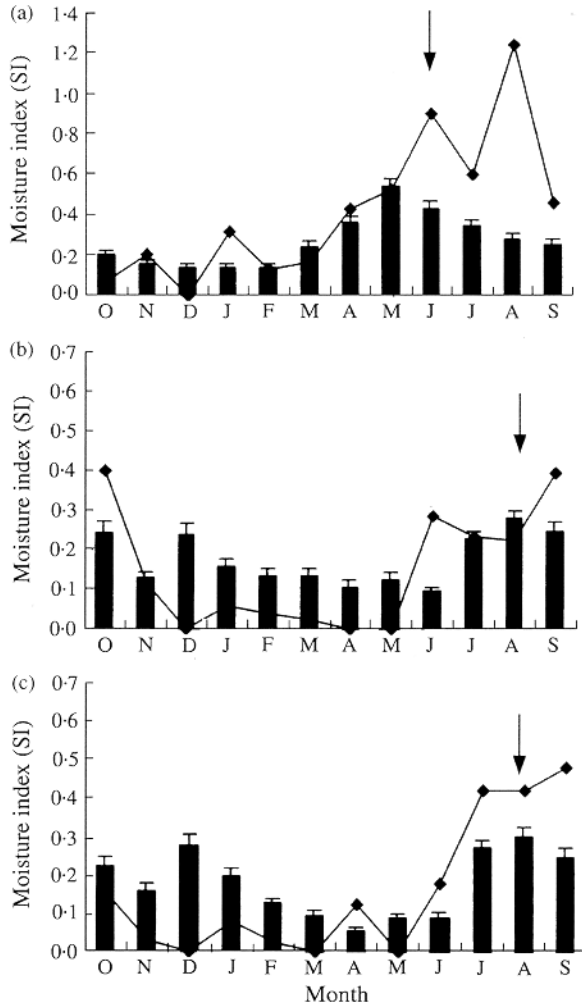 (a)
1·4
1·2
1·0
0·8
0·6
0·4
0·2
0·0
Moisture index (SI)
O N D J F M A M J J A S
(b)
0·7
0·6
0·5
0·4
0·3
0·2
0·1
0·0
Moisture index (SI)
O N D J F M A M J J A S
(c)
0·7
0·6
0·5
0·4
0·3
0·2
0·1
0·0
Moisture index (SI)
O N D J F M A M J J A S
Month